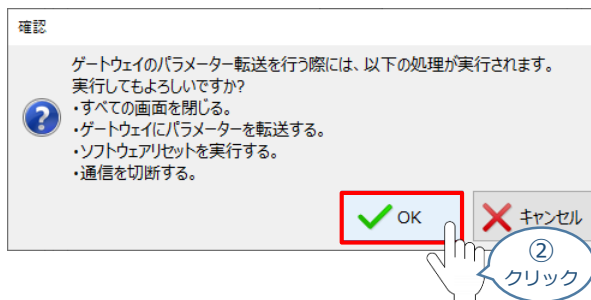 確認
ゲートウェイのパラメーター転送を行う際には、以下の処理が実行されます。
実行してもよろしいですか?
・すべての画面を閉じる。
・ゲートウェイにパラメーターを転送する。
・ソフトウェアリセットを実行する。
・通信を切断する。
OK
キャンセル
②
クリック